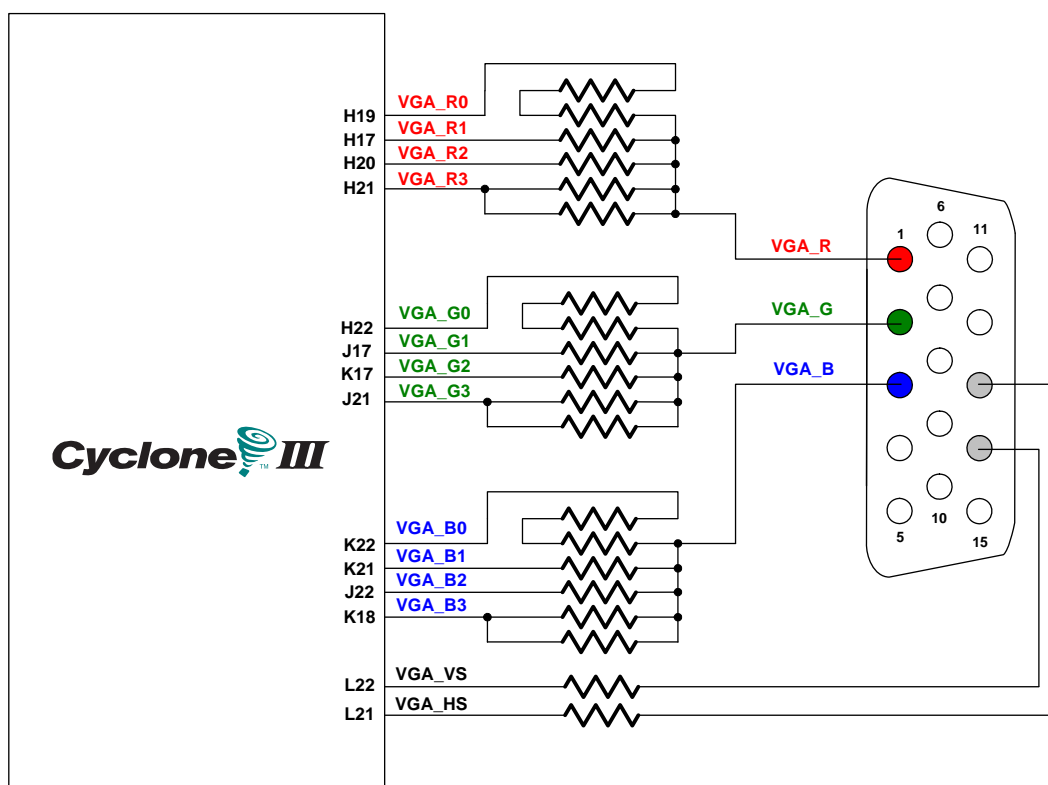 VGA_R0
H19
VGA_R1
H17
VGA_R2
H20
VGA_R3
H21
VGA_R
6
1
11
VGA_G0
H22
VGA_G1
J17
VGA_G2
K17
VGA_G3
J21
VGA_G
VGA_B
Cyclone III
TM
VGA_B0
K22
VGA_B1
K21
VGA_B2
J22
VGA_B3
K18
5
10
15
VGA_VS
L22
VGA_HS
L21